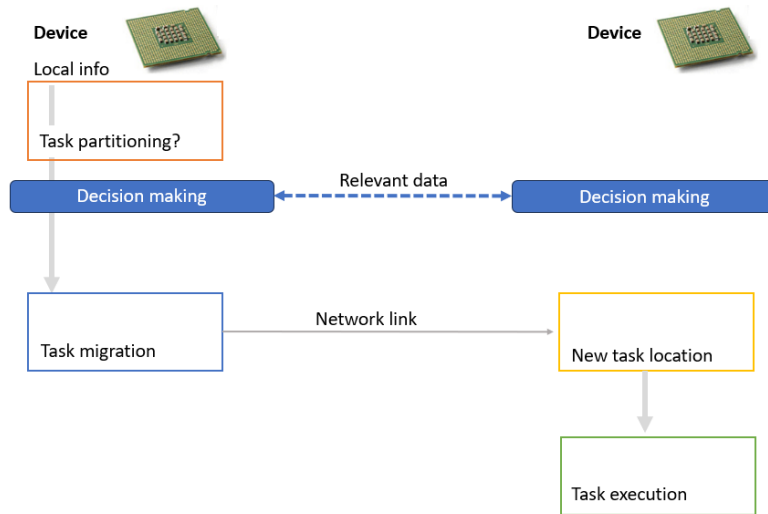 Device
Device
Local info
Task partitioning?
Relevant data
Decision making
Decision making
Network link
Task migration
New task location
Task execution